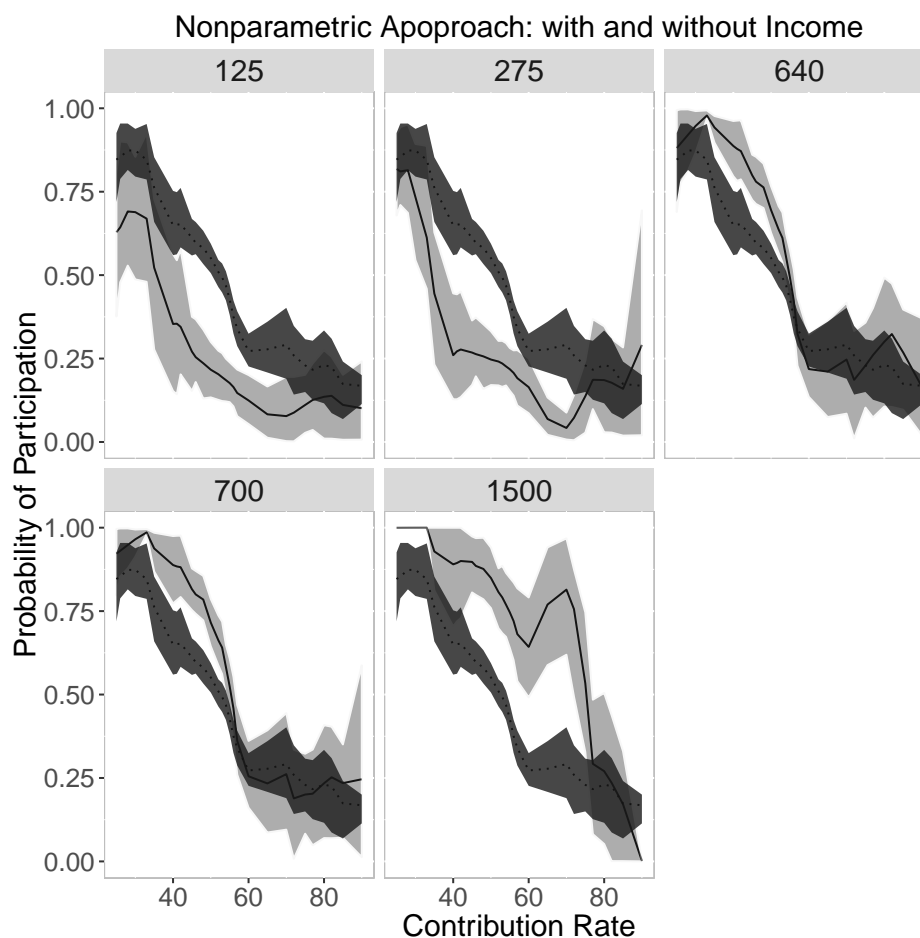 Nonparametric Apoproach: with and without Income
125 275 640
1.00
0.75
0.50
0.25
0.00
700 1500
1.00
0.75
0.50
0.25
0.00
40 60 80 40 60 80
Contribution Rate
Probability of Participation